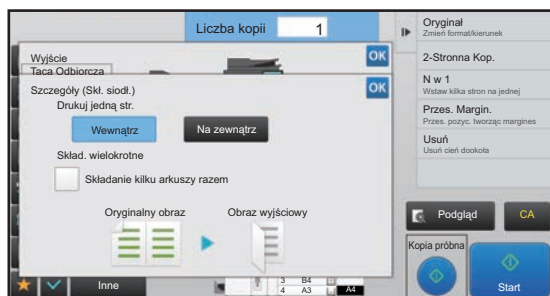 Liczba kopii 1
Wyjście
Taca Odbiorcza
OK
Szczegóły (Skł. siodł.)
OK
Drukuj jedną str.
Wewnątrz
Na zewnątrz
Skład. wielokrotne
Składanie kilku arkuszy razem
Oryginalny obraz
Obraz wyjściowy
Inne
3 B4
4 A3
A4
Oryginał
Zmień format/kierunek
2-Stronna Kop.
N w 1
Wstaw kilka stron na jednej
Przes. Margin.
Przes. pozyc. tworząc margines
Usuń
Usuń cień dookoła
Podgląd
CA
Kopia próbna
Start